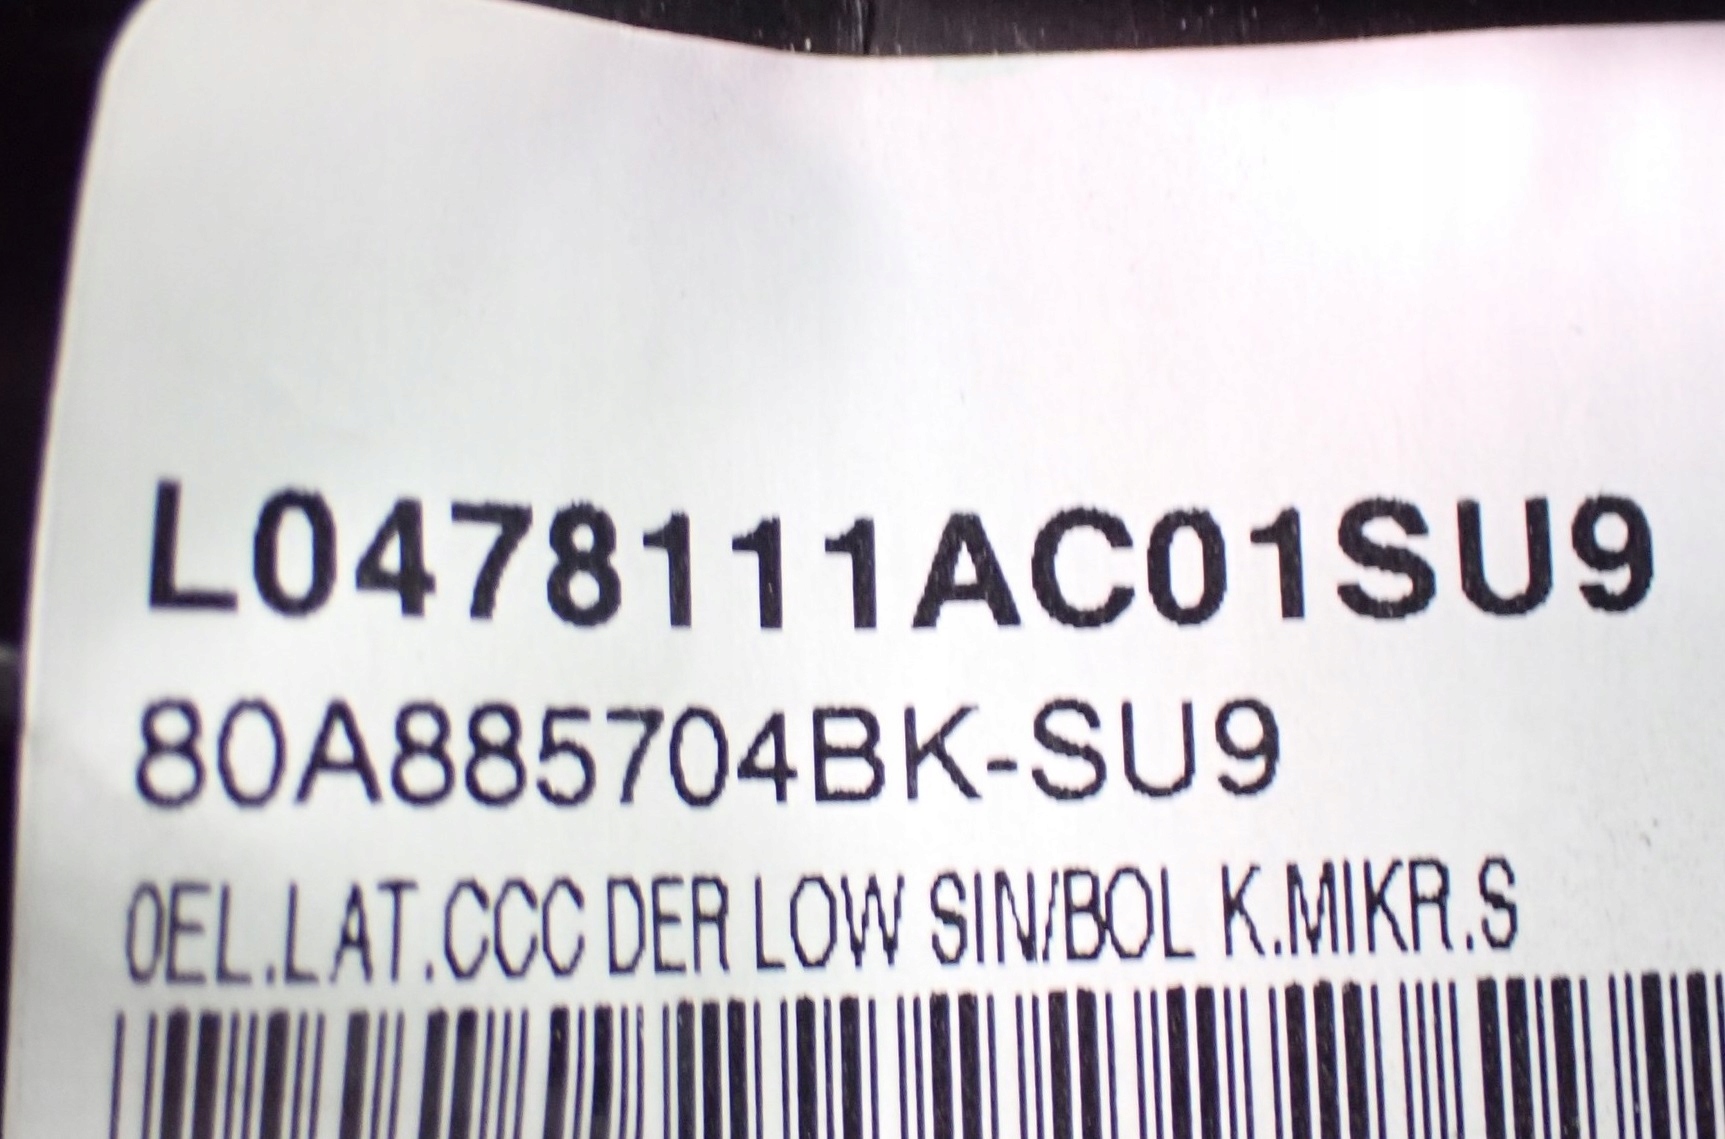 L0478111AC01SU9
80A885704BK-SU9
0EL.LAT.CCC DER LOW SIN/BOL K.MIKR.S